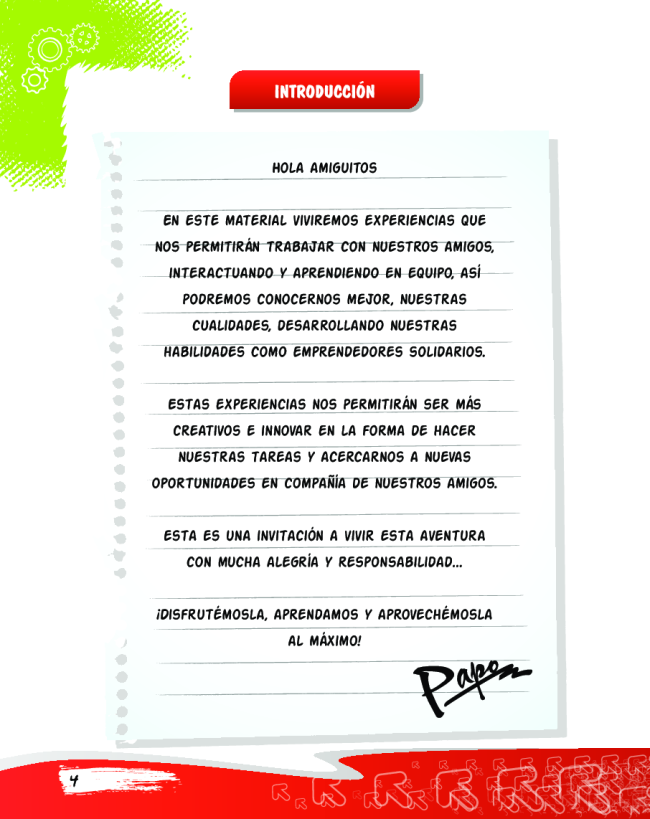 INTRODUCCIÓN
HOLA AMIGUITOS
EN ESTE MATERIAL VIVIREMOS EXPERIENCIAS QUE
NOS PERMITIRÁN TRABAJAR CON NUESTROS AMIGOS,
INTERACTUANDO Y APRENDIENDO EN EQUIPO, ASÍ
PODREMOS CONOCERNOS MEJOR, NUESTRAS
CUALIDADES, DESARROLLANDO NUESTRAS
HABILIDADES COMO EMPRENDEDORES SOLIDARIOS.
ESTAS EXPERIENCIAS NOS PERMITIRÁN SER MÁS
CREATIVOS E INNOVAR EN LA FORMA DE HACER
NUESTRAS TAREAS Y ACERCARNOS A NUEVAS
OPORTUNIDADES EN COMPAÑÍA DE NUESTROS AMIGOS.
ESTA ES UNA INVITACIÓN A VIVIR ESTA AVENTURA
CON MUCHA ALEGRÍA Y RESPONSABILIDAD...
¡DISFRUTÉMOSLA, APRENDAMOS Y APROVECHÉMOSLA
AL MÁXIMO!
Papo
4